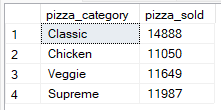 pizza_category pizza_sold
1 Classic 14888
2 Chicken 11050
3 Veggie 11649
4 Supreme 11987